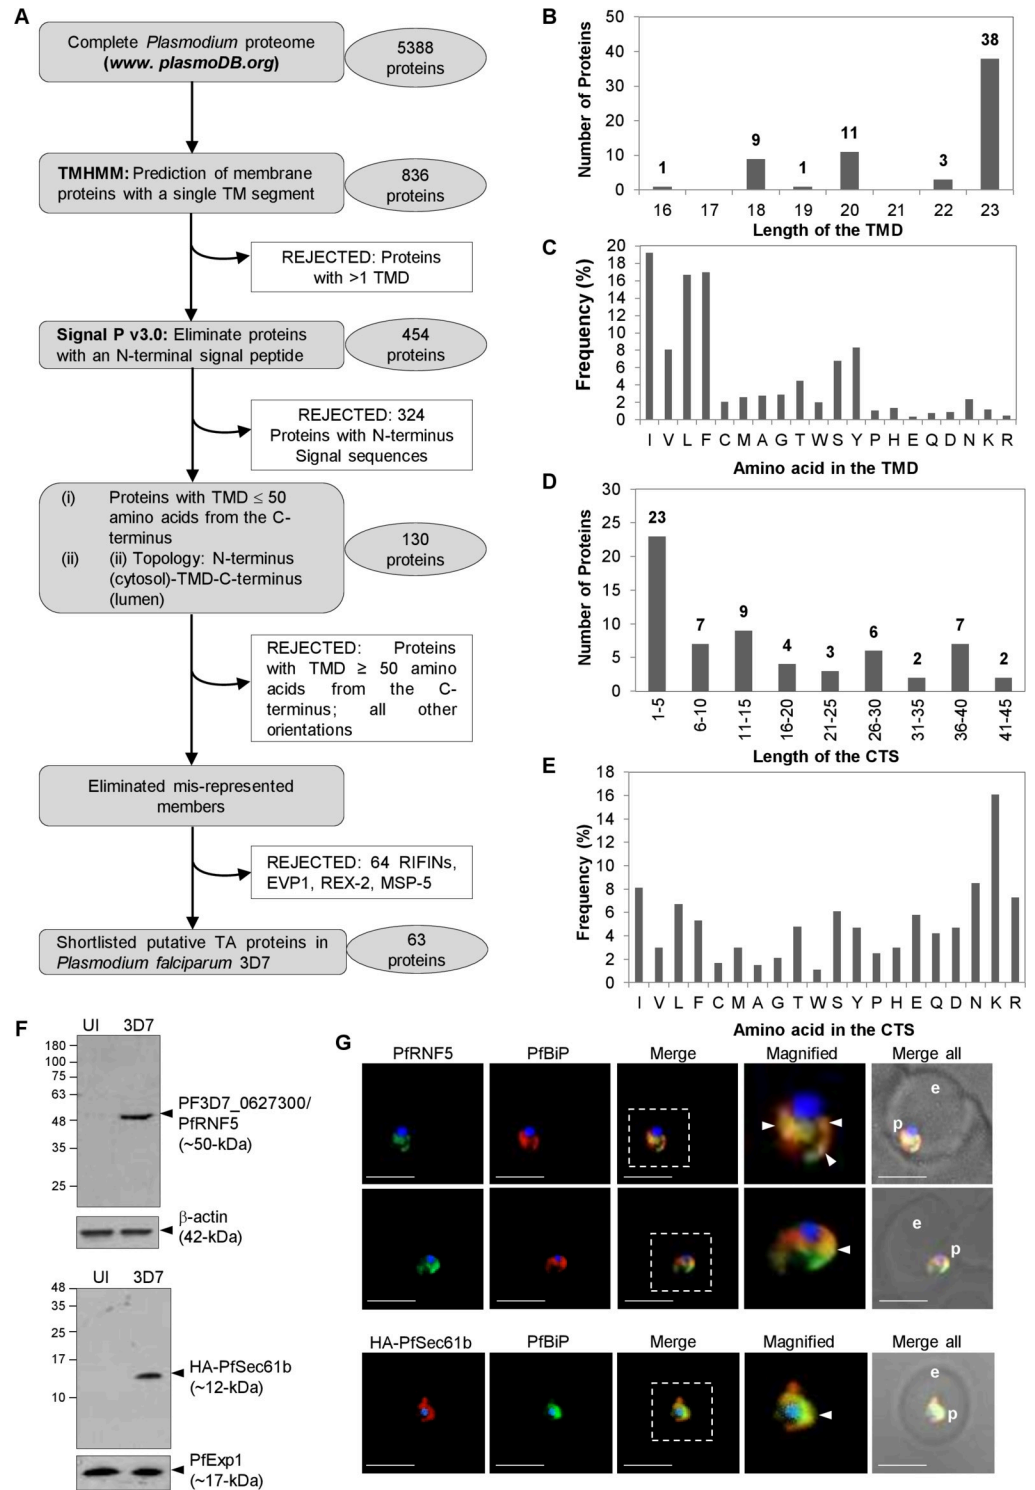 A
Complete Plasmodium proteome
(www. plasmoDB.org)
5388
proteins
TMHMM: Prediction of membrane
proteins with a single TM segment
836
proteins
REJECTED: Proteins
with >1 TMD
Signal P v3.0: Eliminate proteins
with an N-terminal signal peptide
454
proteins
REJECTED: 324
Proteins with N-terminus
Signal sequences
(i) Proteins with TMD ≤ 50
amino acids from the C-
terminus
(ii) (ii) Topology: N-terminus
(cytosol)-TMD-C-terminus
(lumen)
130
proteins
REJECTED: Proteins
with TMD ≥ 50 amino
acids from the C-
terminus; all other
orientations
Eliminated mis-represented
members
REJECTED: 64 RIFINs,
EVP1, REX-2, MSP-5
Shortlisted putative TA proteins in
Plasmodium falciparum 3D7
63
proteins
B
Number of Proteins
50
40
30
20
10
0
1 9 1 11 3 38
16 17 18 19 20 21 22 23
Length of the TMD
C
Frequency (%)
20
18
16
14
12
10
8
6
4
2
0
I V L F C M A G T W S Y P H E Q D N K R
Amino acid in the TMD
D
Number of Proteins
30
25
20
15
10
5
0
23 7 9 4 3 6 2 7 2
1-5 6-10 11-15 16-20 21-25 26-30 31-35 36-40 41-45
Length of the CTS
E
Frequency (%)
18
16
14
12
10
8
6
4
2
0
I V L F C M A G T W S Y P H E Q D N K R
Amino acid in the CTS
F
UI 3D7
180
100
75
63
48
35
25
PF3D7_0627300/
PfRNF5
(~50-kDa)
β-actin
(42-kDa)
UI 3D7
48
35
25
17
10
HA-PfSec61b
(~12-kDa)
PfExp1
(~17-kDa)
G
PfRNF5 PfBiP Merge Magnified Merge all
e
p
e
p
HA-PfSec61b PfBiP Merge Magnified Merge all
e
p